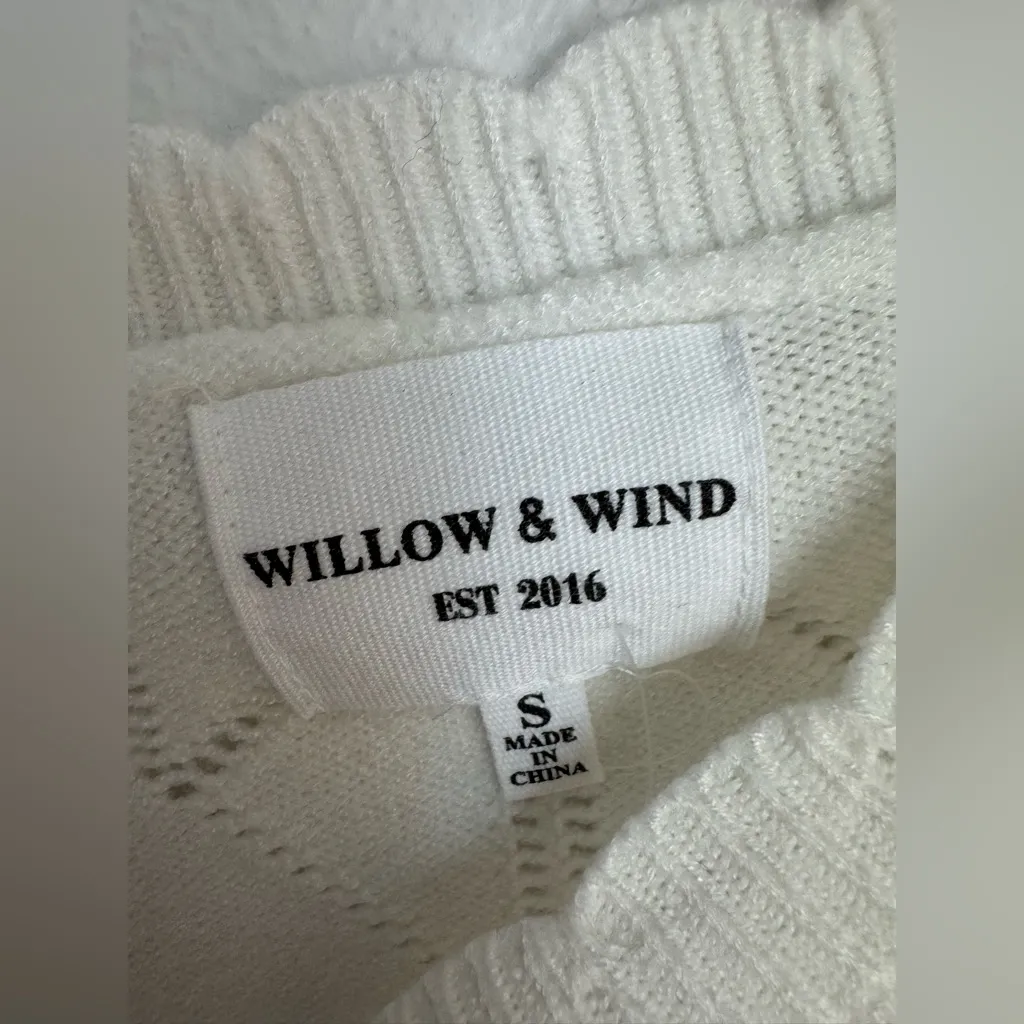 WILLOW & WIND
EST 2016
S
MADE
IN
CHINA